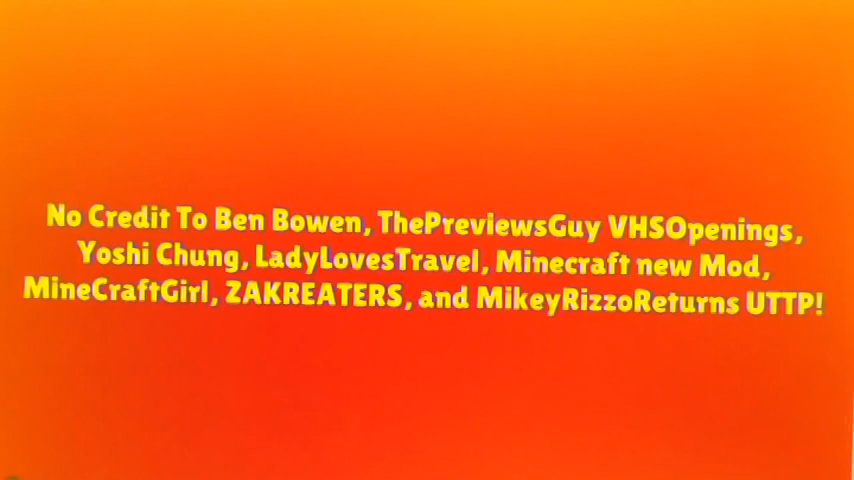 No Credit To Ben Bowen, ThePreviewsGuy VHSOpenings,
Yoshi Chung, LadyLovesTravel, Minecraft new Mod,
MineCraftGirl, ZAKREATERS, and MikeyRizzoReturns UTTP!